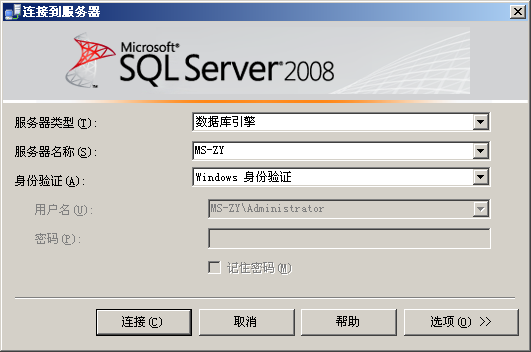 连接到服务器
Microsoft®
SQL Server® 2008
服务器类型(T): 数据库引擎
服务器名称(S): MS-ZY
身份验证(A): Windows 身份验证
用户名(U): MS-ZY\Administrator
密码(P):
记住密码(M)
连接(C) 取消 帮助 选项(O) >>